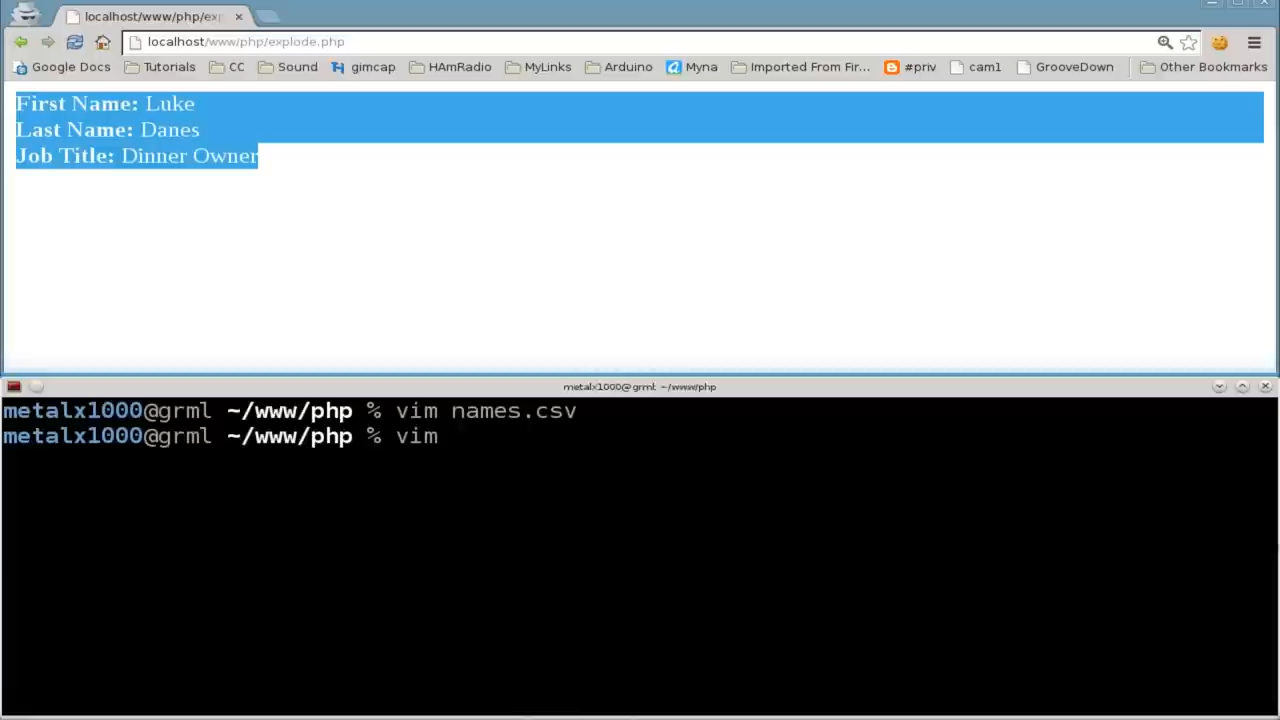 localhost/www/php/exp
localhost/www/php/explode.php
Google Docs Tutorials CC Sound gimcap HAmRadio MyLinks Arduino Myna Imported From Fir... #priv cam1 GrooveDown Other Bookmarks
First Name: Luke
Last Name: Danes
Job Title: Dinner Owner
metalx1000@grml: ~/www/php
metalx1000@grml ~/www/php % vim names.csv
metalx1000@grml ~/www/php % vim